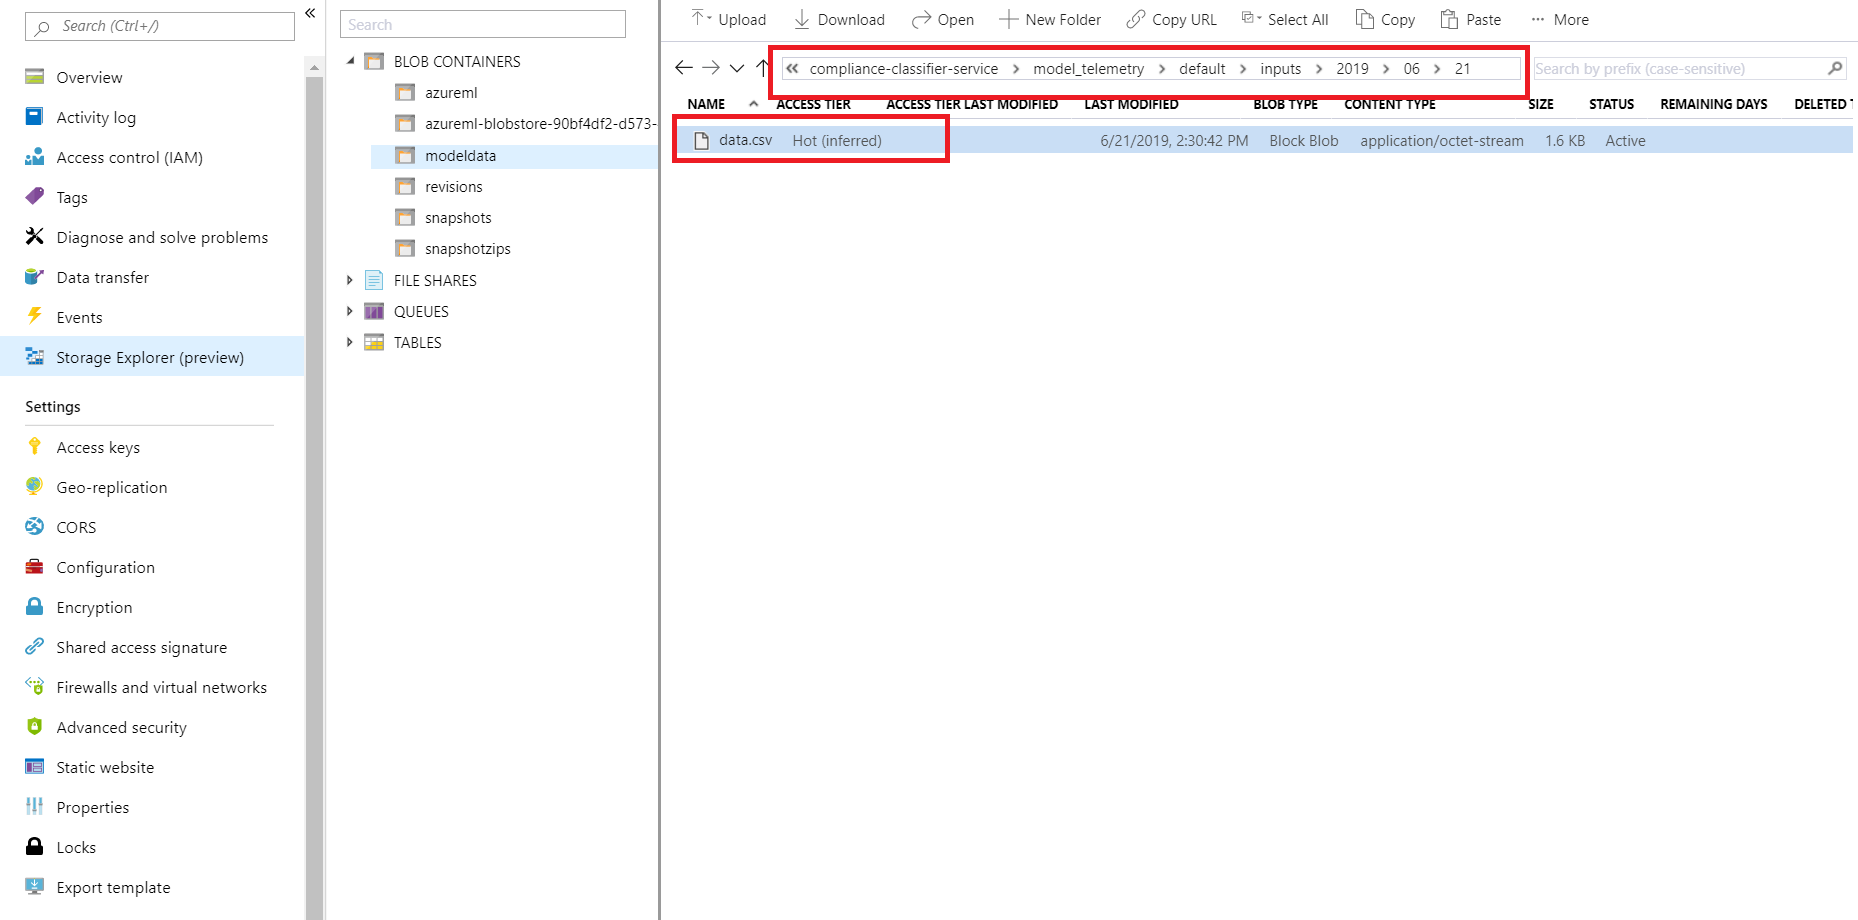 Search (Ctrl+/)
«
Overview
Activity log
Access control (IAM)
Tags
Diagnose and solve problems
Data transfer
Events
Storage Explorer (preview)
Settings
Access keys
Geo-replication
CORS
Configuration
Encryption
Shared access signature
Firewalls and virtual networks
Advanced security
Static website
Properties
Locks
Export template
Search
BLOB CONTAINERS
azureml
azureml-blobstore-90bf4df2-d573-
modeldata
revisions
snapshots
snapshotzips
FILE SHARES
QUEUES
TABLES
Upload Download Open New Folder Copy URL Select All Copy Paste ··· More
« compliance-classifier-service > model_telemetry > default > inputs > 2019 > 06 > 21 Search by prefix (case-sensitive)
NAME ACCESS TIER ACCESS TIER LAST MODIFIED LAST MODIFIED BLOB TYPE CONTENT TYPE SIZE STATUS REMAINING DAYS DELETED T
data.csv Hot (inferred) 6/21/2019, 2:30:42 PM Block Blob application/octet-stream 1.6 KB Active